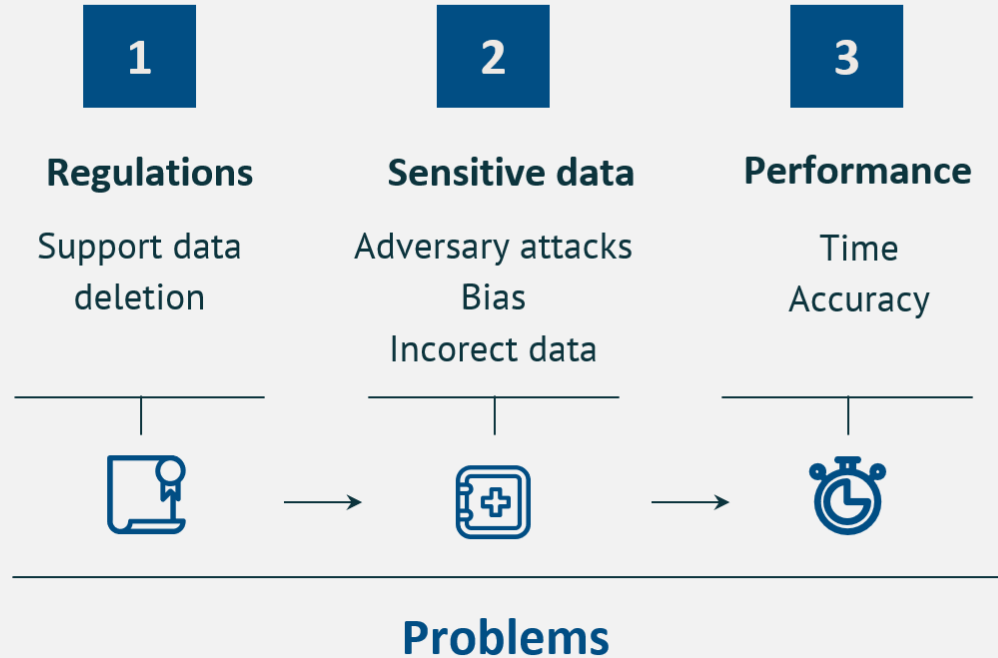 1
Regulations
Support data
deletion
2
Sensitive data
Adversary attacks
Bias
Incorect data
3
Performance
Time
Accuracy
Problems